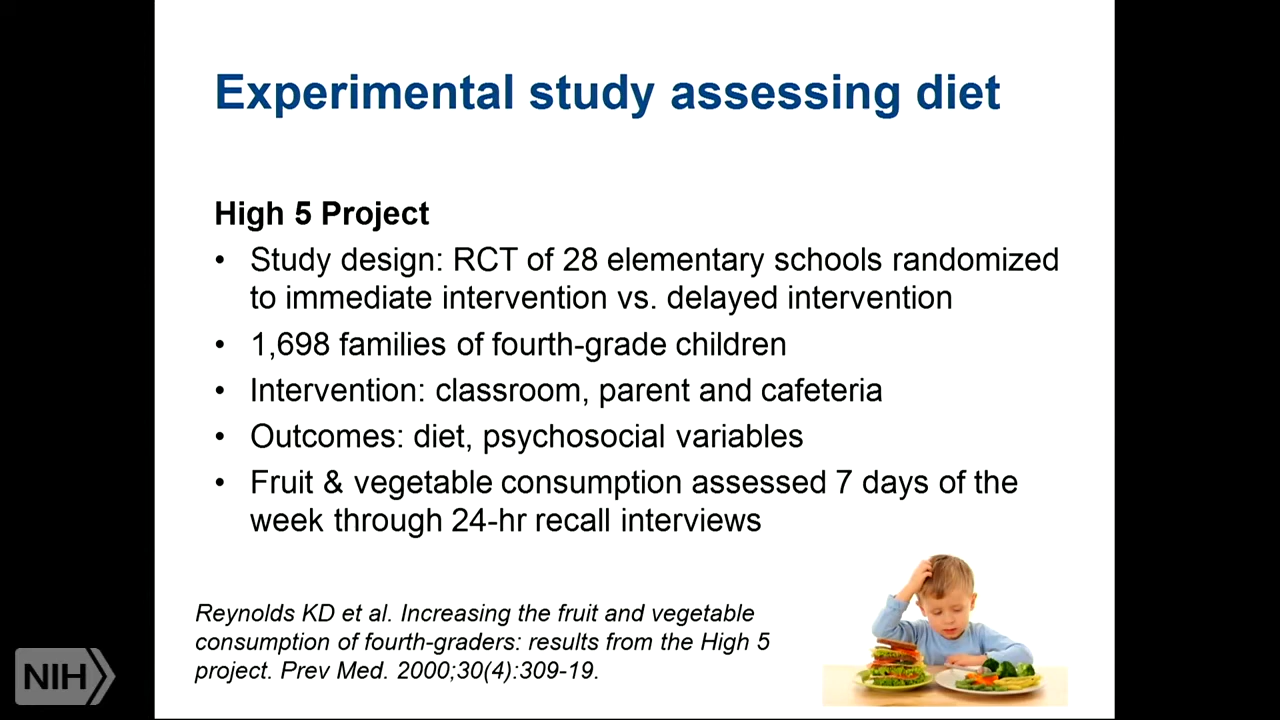 Experimental study assessing diet
High 5 Project
• Study design: RCT of 28 elementary schools randomized
to immediate intervention vs. delayed intervention
• 1,698 families of fourth-grade children
• Intervention: classroom, parent and cafeteria
• Outcomes: diet, psychosocial variables
• Fruit & vegetable consumption assessed 7 days of the
week through 24-hr recall interviews
Reynolds KD et al. Increasing the fruit and vegetable
consumption of fourth-graders: results from the High 5
project. Prev Med. 2000;30(4):309-19.
NIH